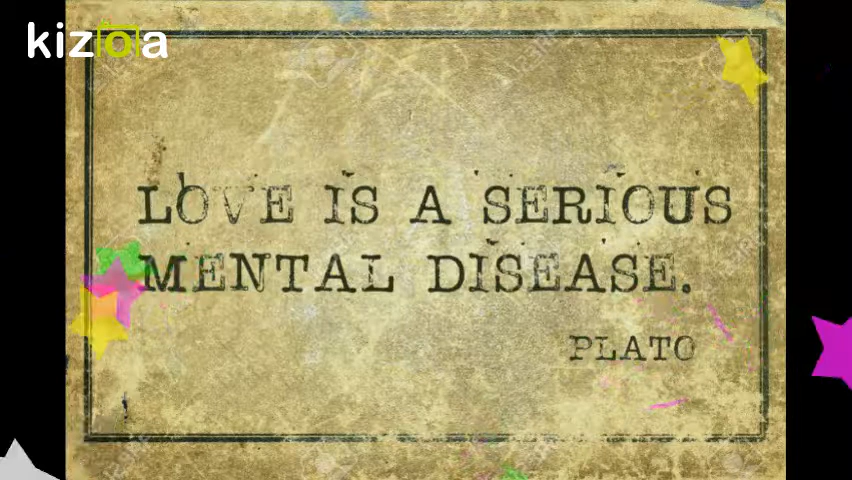 kizoa
LOVE IS A SERIOUS
MENTAL DISEASE.
PLATO